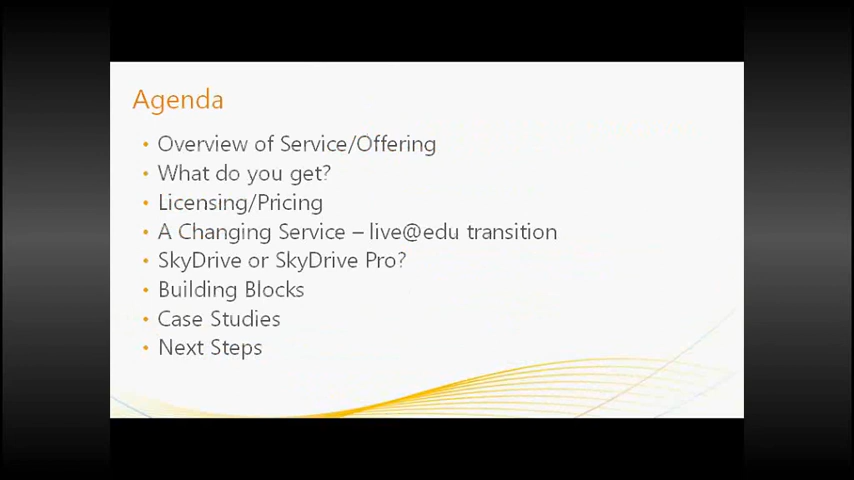 Agenda
• Overview of Service/Offering
• What do you get?
• Licensing/Pricing
• A Changing Service – live@edu transition
• SkyDrive or SkyDrive Pro?
• Building Blocks
• Case Studies
• Next Steps